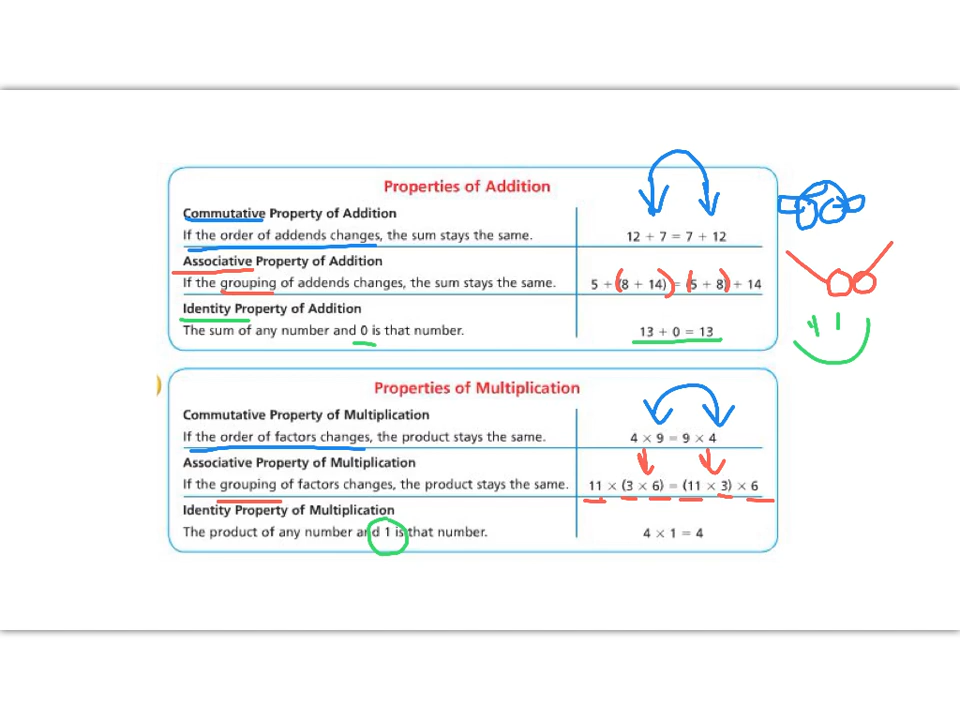 Properties of Addition
Commutative Property of Addition
If the order of addends changes, the sum stays the same.
12 + 7 = 7 + 12
Associative Property of Addition
If the grouping of addends changes, the sum stays the same.
5 + (8 + 14) = (5 + 8) + 14
Identity Property of Addition
The sum of any number and 0 is that number.
13 + 0 = 13
Properties of Multiplication
Commutative Property of Multiplication
If the order of factors changes, the product stays the same.
4 × 9 = 9 × 4
Associative Property of Multiplication
If the grouping of factors changes, the product stays the same.
11 × (3 × 6) = (11 × 3) × 6
Identity Property of Multiplication
The product of any number and 1 is that number.
4 × 1 = 4